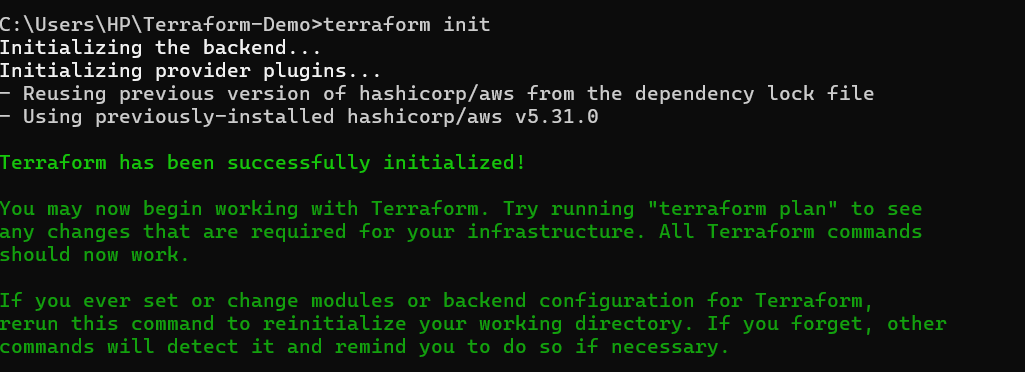 C:\Users\HP\Terraform-Demo>terraform init
Initializing the backend...
Initializing provider plugins...
- Reusing previous version of hashicorp/aws from the dependency lock file
- Using previously-installed hashicorp/aws v5.31.0
Terraform has been successfully initialized!
You may now begin working with Terraform. Try running "terraform plan" to see
any changes that are required for your infrastructure. All Terraform commands
should now work.
If you ever set or change modules or backend configuration for Terraform,
rerun this command to reinitialize your working directory. If you forget, other
commands will detect it and remind you to do so if necessary.